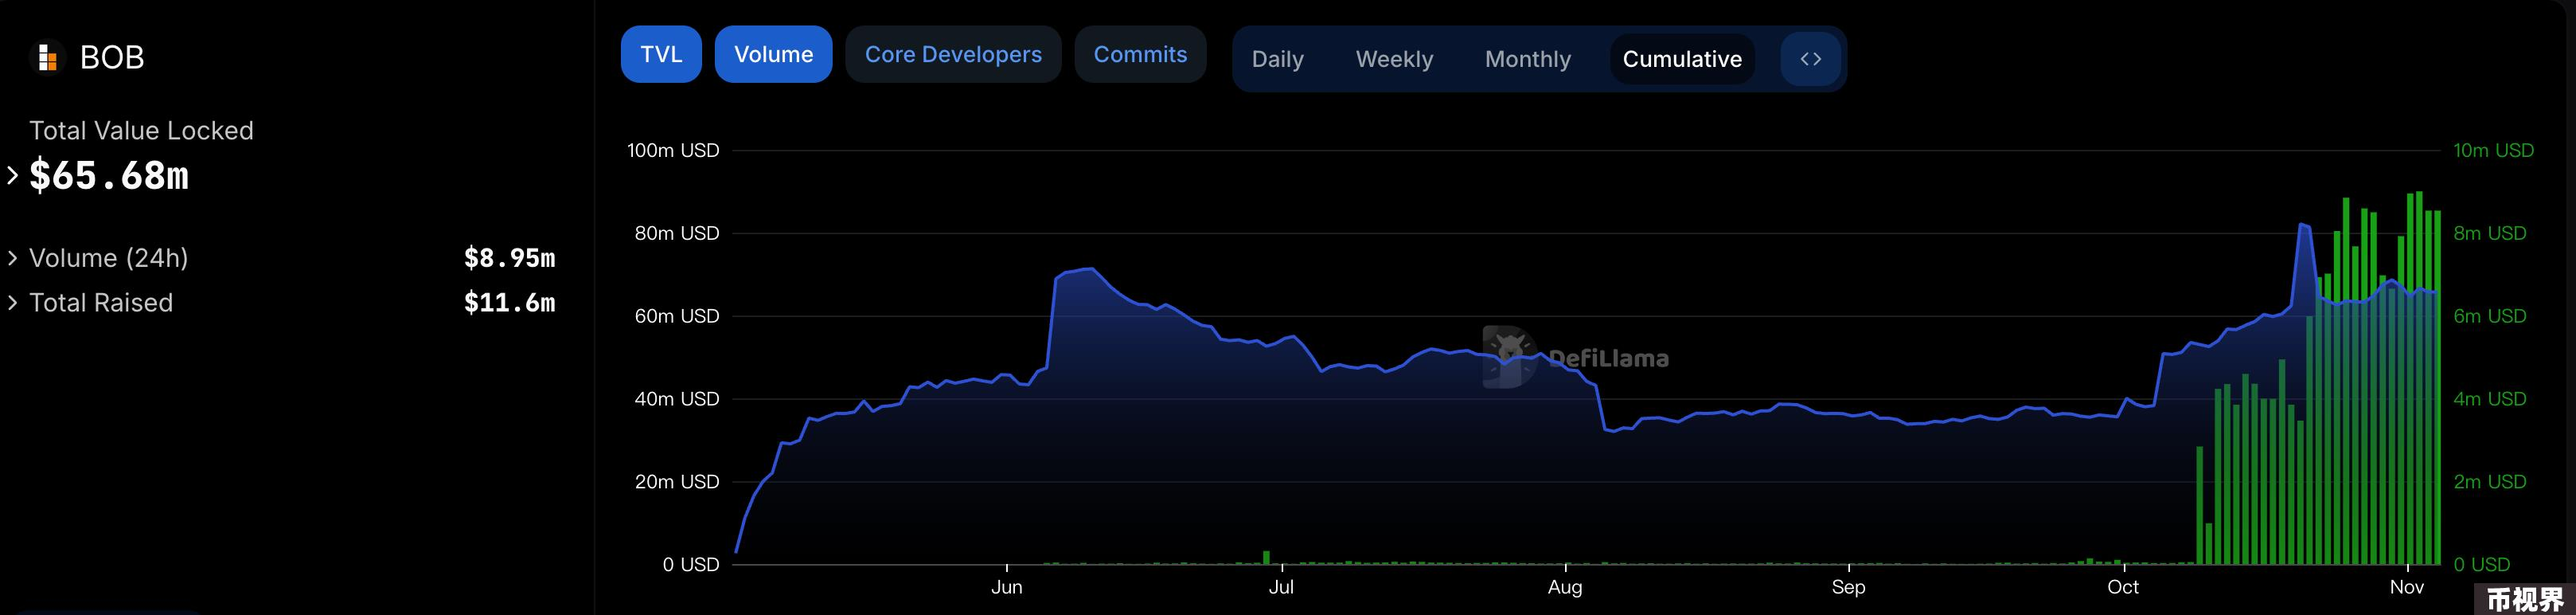 BOB
Total Value Locked
$65.68m
Volume (24h) $8.95m
Total Raised $11.6m
TVL Volume Core Developers Commits Daily Weekly Monthly Cumulative <>
100m USD 10m USD
80m USD 8m USD
60m USD 6m USD
DefiLlama
40m USD 4m USD
20m USD 2m USD
0 USD 0 USD
Jun Jul Aug Sep Oct Nov
币视界